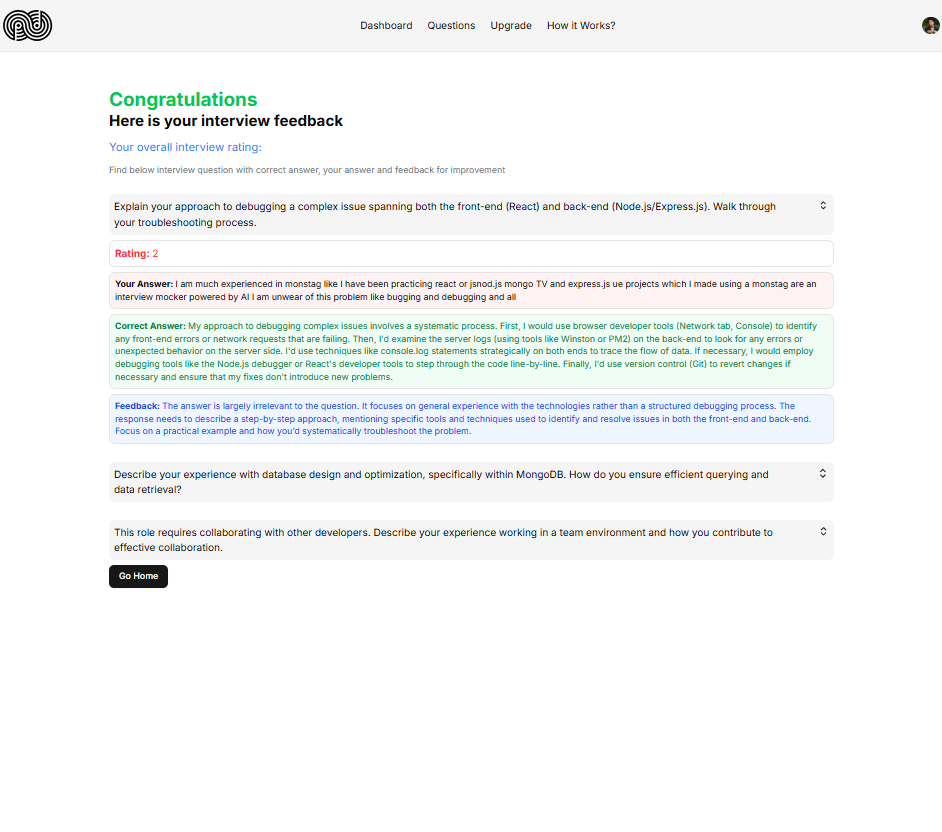 Dashboard Questions Upgrade How it Works?
Congratulations
Here is your interview feedback
Your overall interview rating:
Find below interview question with correct answer, your answer and feedback for improvement
Explain your approach to debugging a complex issue spanning both the front-end (React) and back-end (Node.js/Express.js). Walk through
your troubleshooting process.
Rating: 2
Your Answer: I am much experienced in monstag like I have been practicing react or jsnod.js mongo TV and express.js ue projects which I made using a monstag are an
interview mocker powered by AI I am unwear of this problem like bugging and debugging and all
Correct Answer: My approach to debugging complex issues involves a systematic process. First, I would use browser developer tools (Network tab, Console) to identify
any front-end errors or network requests that are failing. Then, I'd examine the server logs (using tools like Winston or PM2) on the back-end to look for any errors or
unexpected behavior on the server side. I'd use techniques like console.log statements strategically on both ends to trace the flow of data. If necessary, I would employ
debugging tools like the Node.js debugger or React's developer tools to step through the code line-by-line. Finally, I'd use version control (Git) to revert changes if
necessary and ensure that my fixes don't introduce new problems.
Feedback: The answer is largely irrelevant to the question. It focuses on general experience with the technologies rather than a structured debugging process. The
response needs to describe a step-by-step approach, mentioning specific tools and techniques used to identify and resolve issues in both the front-end and back-end.
Focus on a practical example and how you'd systematically troubleshoot the problem.
Describe your experience with database design and optimization, specifically within MongoDB. How do you ensure efficient querying and
data retrieval?
This role requires collaborating with other developers. Describe your experience working in a team environment and how you contribute to
effective collaboration.
Go Home